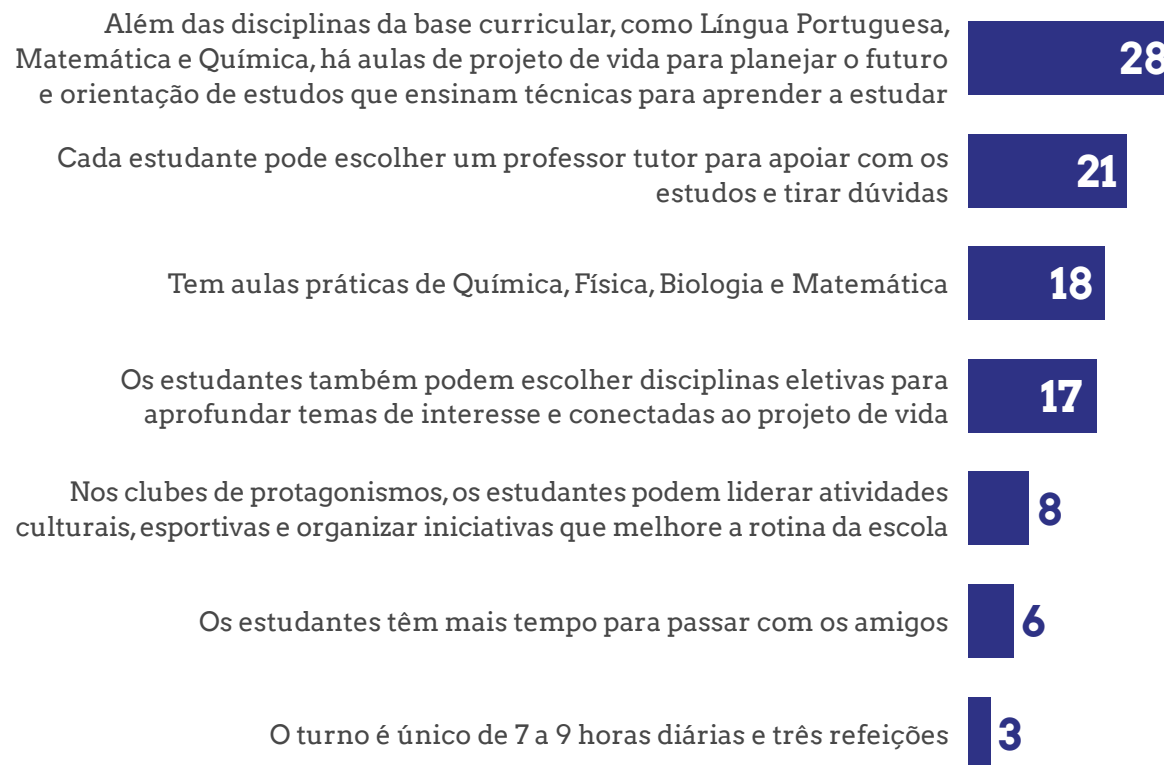 Além das disciplinas da base curricular, como Língua Portuguesa,
Matemática e Química, há aulas de projeto de vida para planejar o futuro
e orientação de estudos que ensinam técnicas para aprender a estudar
28
Cada estudante pode escolher um professor tutor para apoiar com os
estudos e tirar dúvidas
21
Tem aulas práticas de Química, Física, Biologia e Matemática
18
Os estudantes também podem escolher disciplinas eletivas para
aprofundar temas de interesse e conectadas ao projeto de vida
17
Nos clubes de protagonismos, os estudantes podem liderar atividades
culturais, esportivas e organizar iniciativas que melhore a rotina da escola
8
Os estudantes têm mais tempo para passar com os amigos
6
O turno é único de 7 a 9 horas diárias e três refeições
3